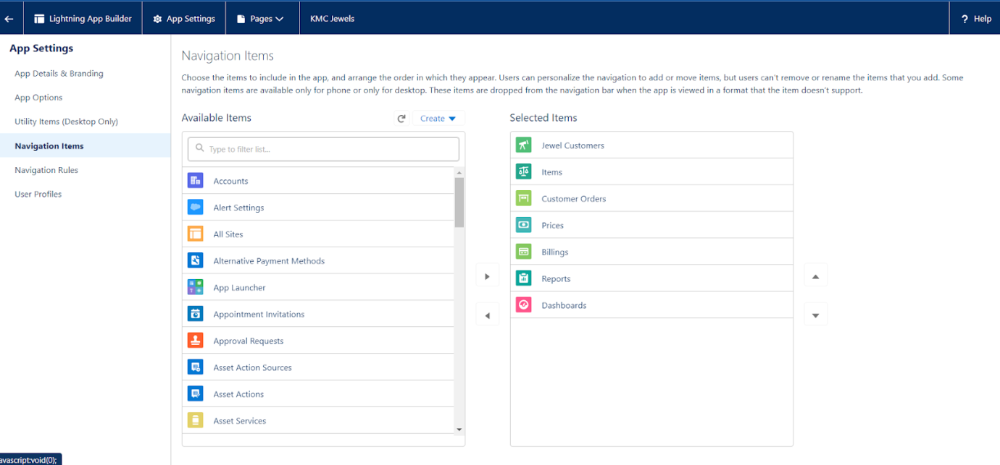 Lightning App Builder
App Settings
Pages
KMC Jewels
? Help
App Settings
App Details & Branding
App Options
Utility Items (Desktop Only)
Navigation Items
Navigation Rules
User Profiles
Navigation Items
Choose the items to include in the app, and arrange the order in which they appear. Users can personalize the navigation to add or move items, but users can't remove or rename the items that you add. Some
navigation items are available only for phone or only for desktop. These items are dropped from the navigation bar when the app is viewed in a format that the item doesn't support.
Available Items
Create
Type to filter list...
Accounts
Alert Settings
All Sites
Alternative Payment Methods
App Launcher
Appointment Invitations
Approval Requests
Asset Action Sources
Asset Actions
Asset Services
Selected Items
Jewel Customers
Items
Customer Orders
Prices
Billings
Reports
Dashboards
avascript:void(0);